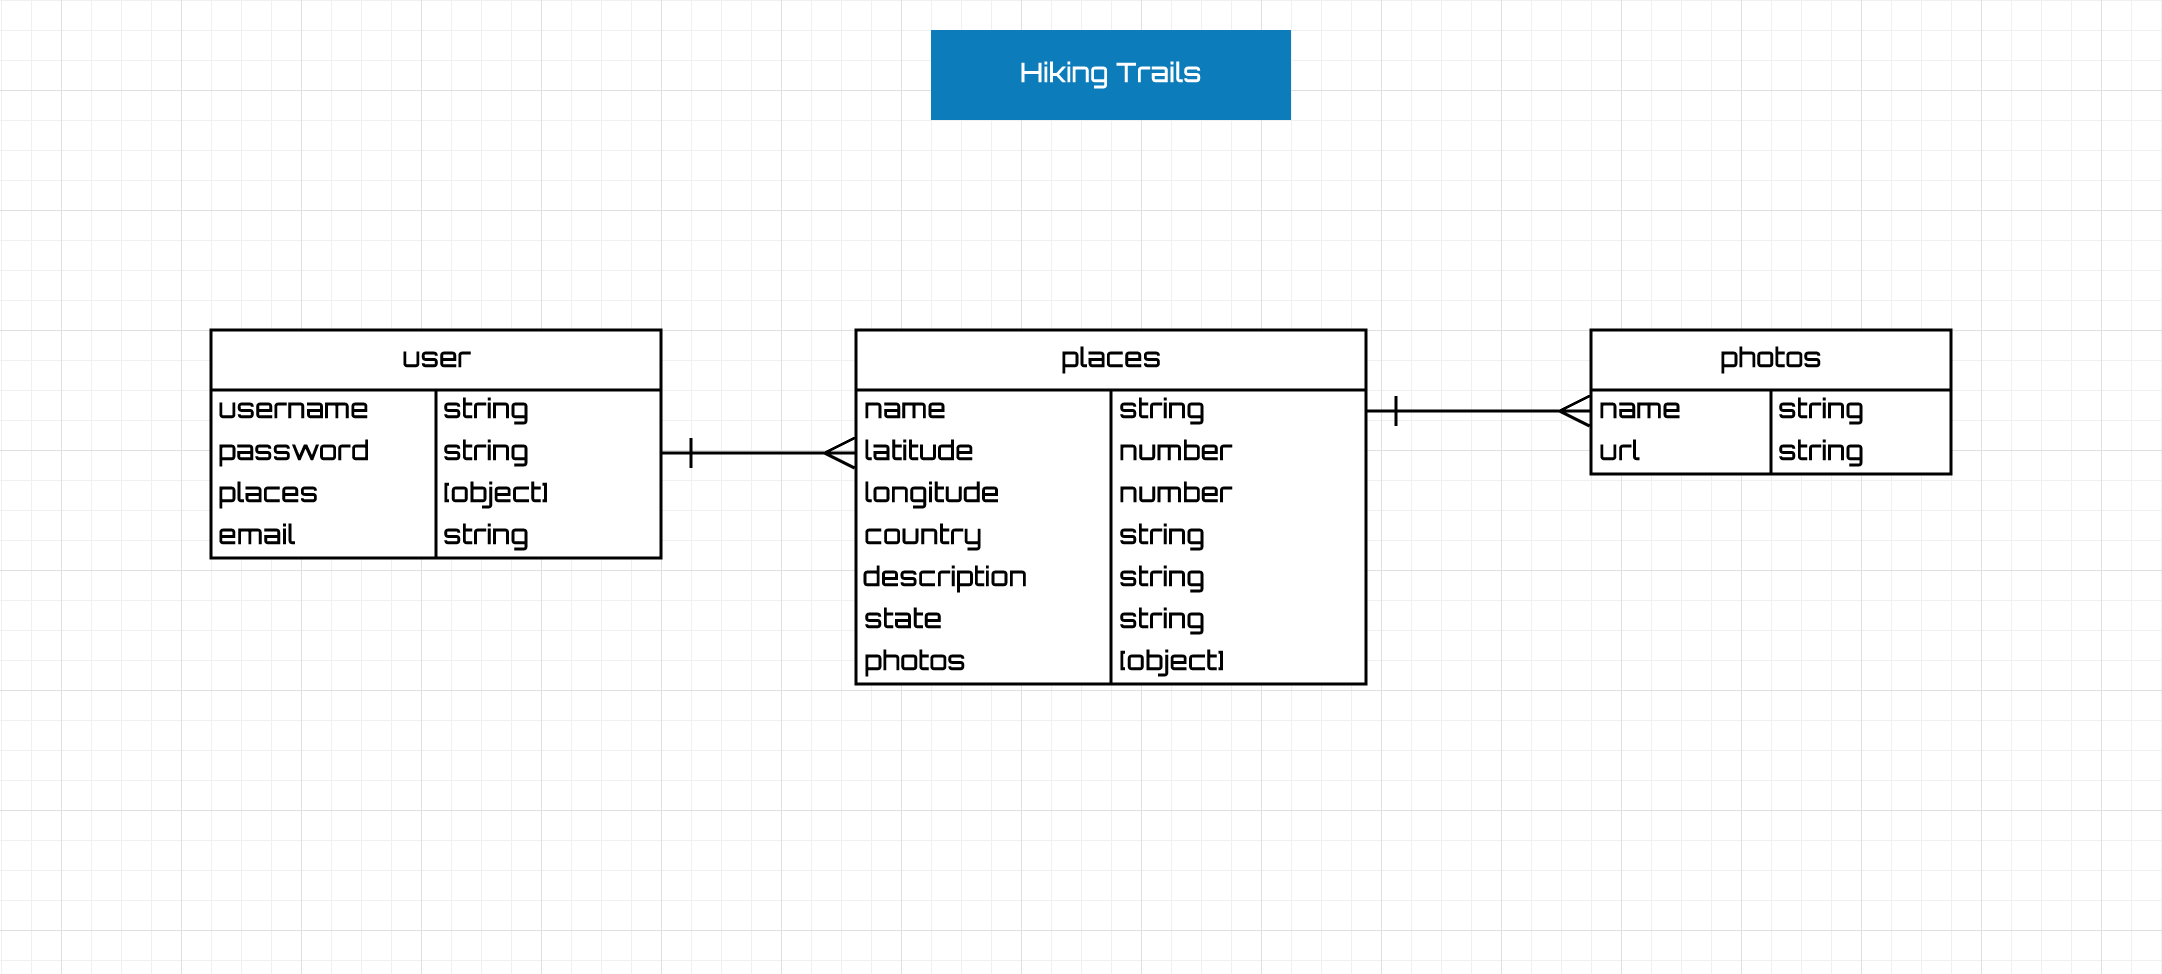 Hiking Trails
user
username string
password string
places [object]
email string
places
name string
latitude number
longitude number
country string
description string
state string
photos [object]
photos
name string
url string